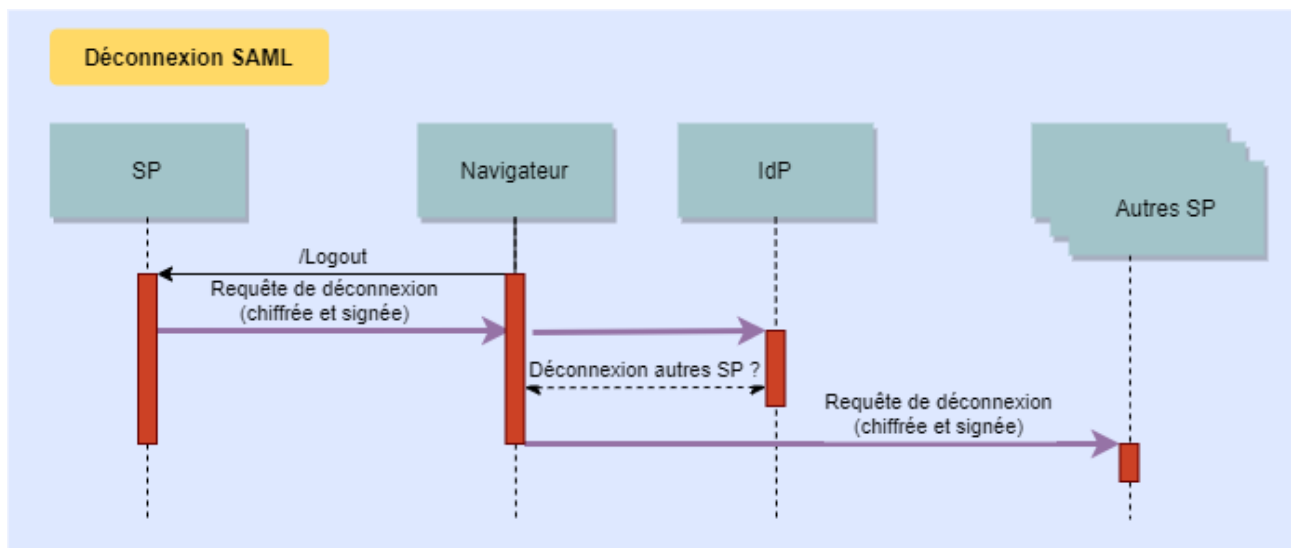 Déconnexion SAML
SP
Navigateur
IdP
Autres SP
/Logout
Requête de déconnexion
(chiffrée et signée)
Déconnexion autres SP ?
Requête de déconnexion
(chiffrée et signée)